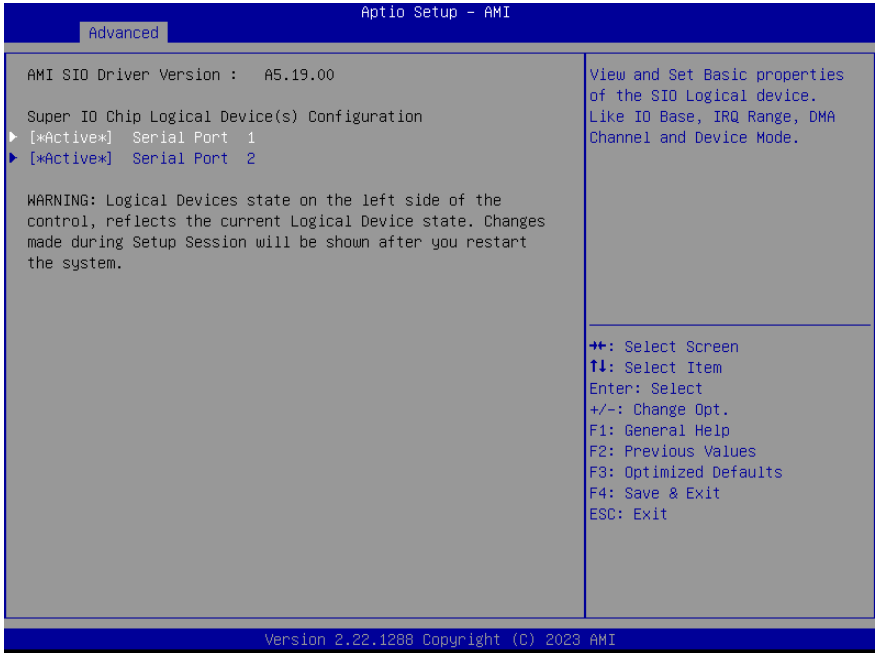 Aptio Setup – AMI
Advanced
AMI SIO Driver Version : A5.19.00
Super IO Chip Logical Device(s) Configuration
[*Active*] Serial Port 1
[*Active*] Serial Port 2
WARNING: Logical Devices state on the left side of the
control, reflects the current Logical Device state. Changes
made during Setup Session will be shown after you restart
the system.
View and Set Basic properties
of the SIO Logical device.
Like IO Base, IRQ Range, DMA
Channel and Device Mode.
→←: Select Screen
↑↓: Select Item
Enter: Select
+/-: Change Opt.
F1: General Help
F2: Previous Values
F3: Optimized Defaults
F4: Save & Exit
ESC: Exit
Version 2.22.1288 Copyright (C) 2023 AMI